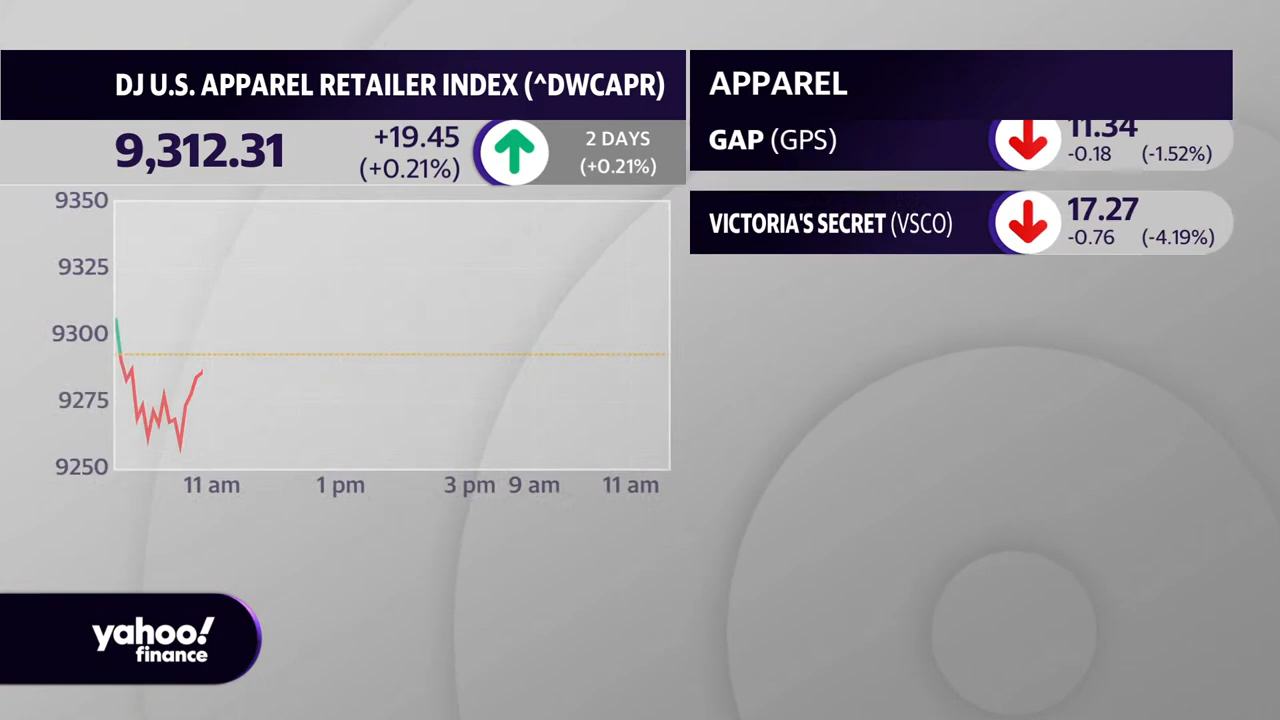 DJ U.S. APPAREL RETAILER INDEX (^DWCAPR)
9,312.31
+19.45
(+0.21%)
2 DAYS
(+0.21%)
9350
9325
9300
9275
9250
11 am
1 pm
3 pm
9 am
11 am
APPAREL
GAP (GPS)
11.34
-0.18
(-1.52%)
VICTORIA'S SECRET (VSCO)
17.27
-0.76
(-4.19%)
yahoo!
finance